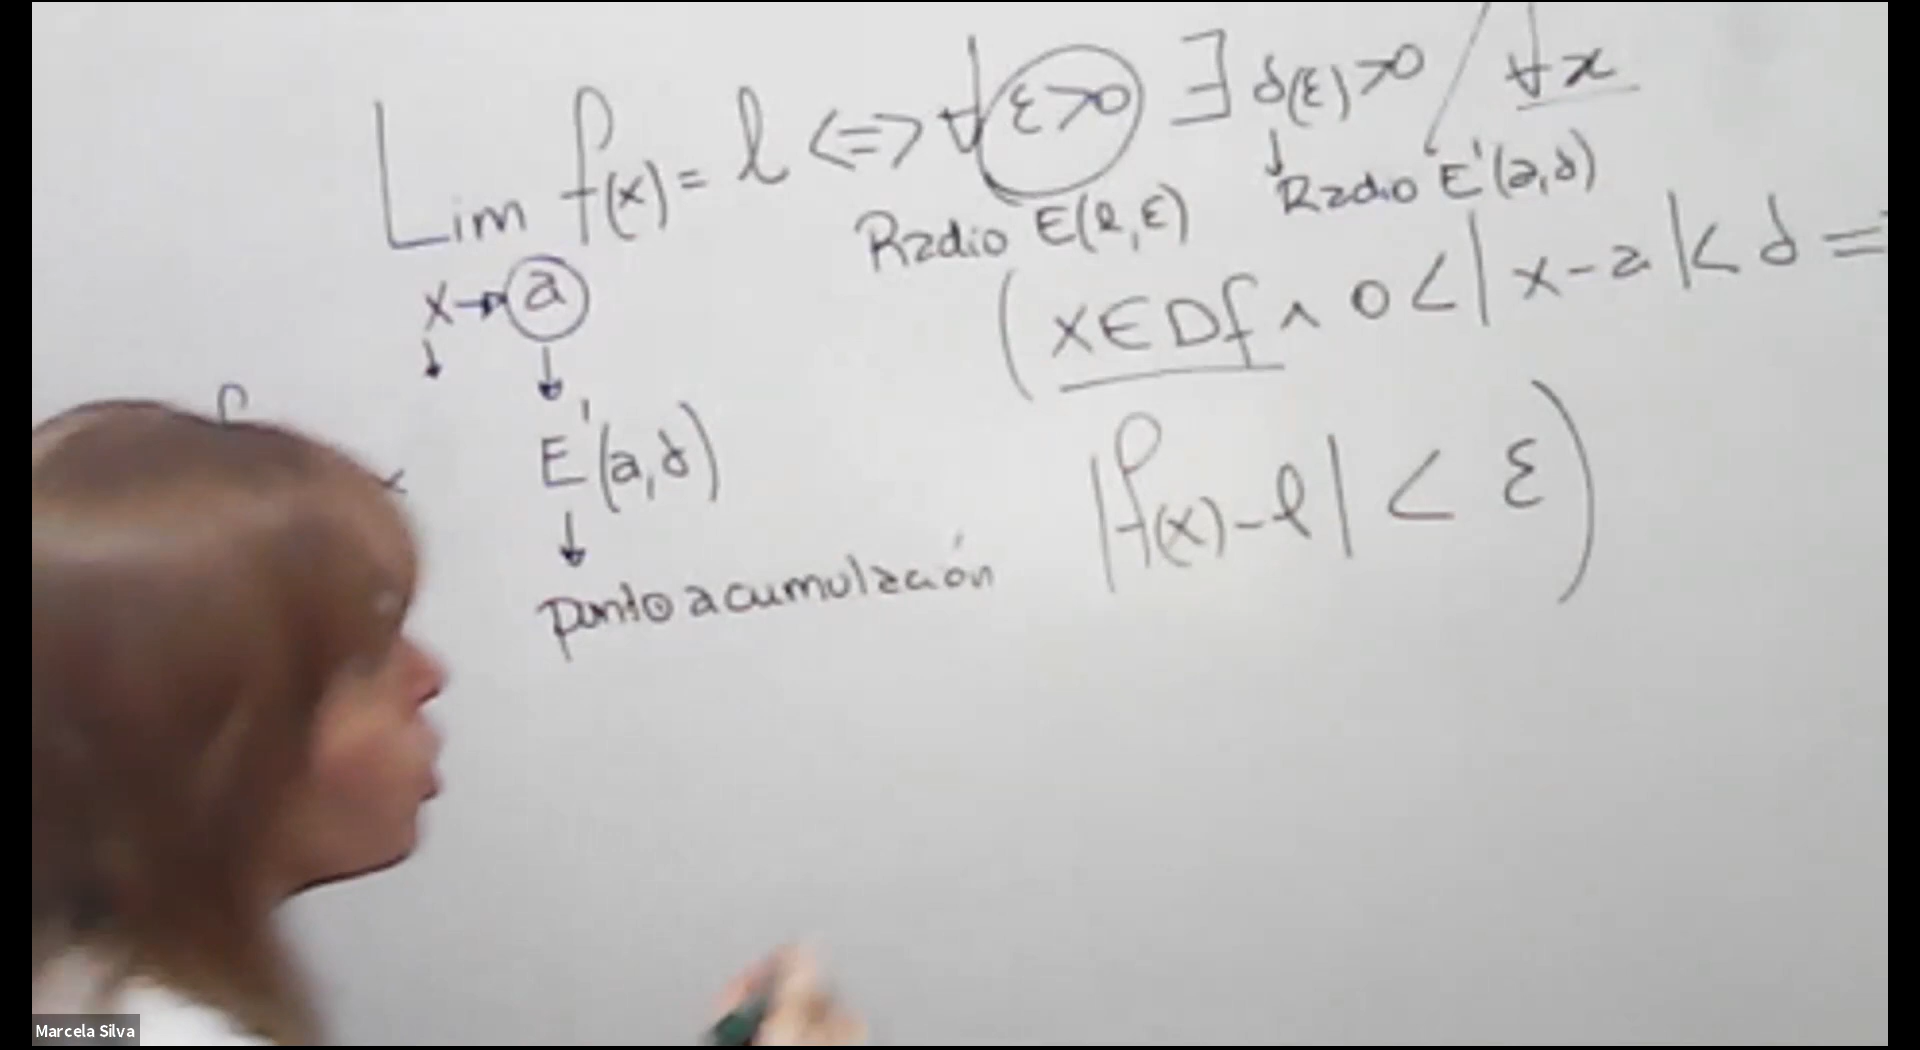 Lim f(x) = l <=> ∀ ε>0 ∃ δ(ε)>0 / ∀x
x→a
Radio E(l,ε)
Radio E'(a,δ)
(x∈Df ∧ 0<|x-a|<δ =
E'(a,δ)
|f(x)-l| < ε)
punto acumulación
Marcela Silva